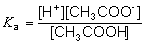 Kₐ = [H⁺][CH₃COO⁻]
[CH₃COOH]